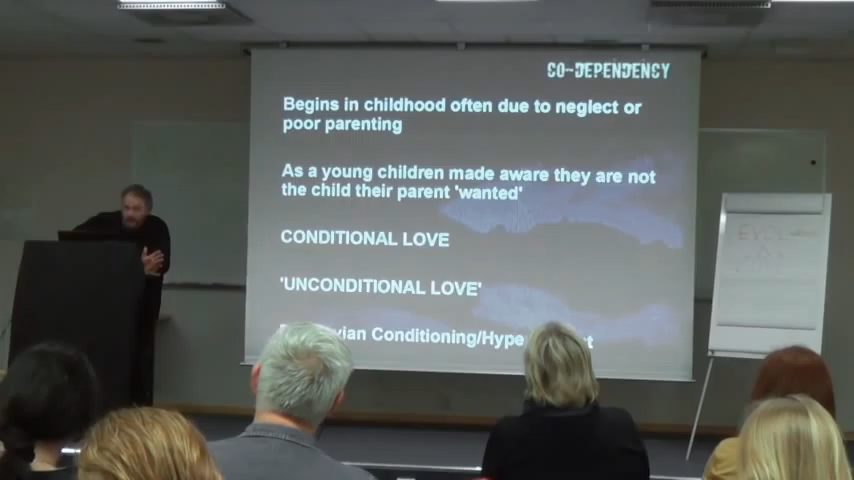 CO-DEPENDENCY
Begins in childhood often due to neglect or
poor parenting
As a young children made aware they are not
the child their parent 'wanted'
CONDITIONAL LOVE
'UNCONDITIONAL LOVE'
Conditioning/